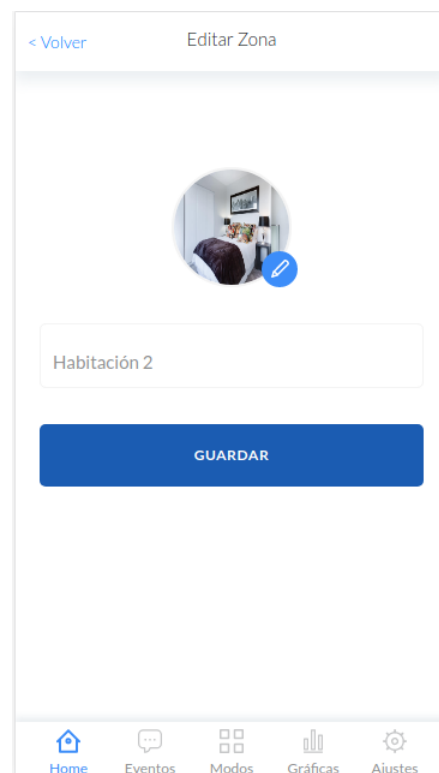 < Volver
Editar Zona
Habitación 2
GUARDAR
Home
Eventos
Modos
Gráficas
Ajustes